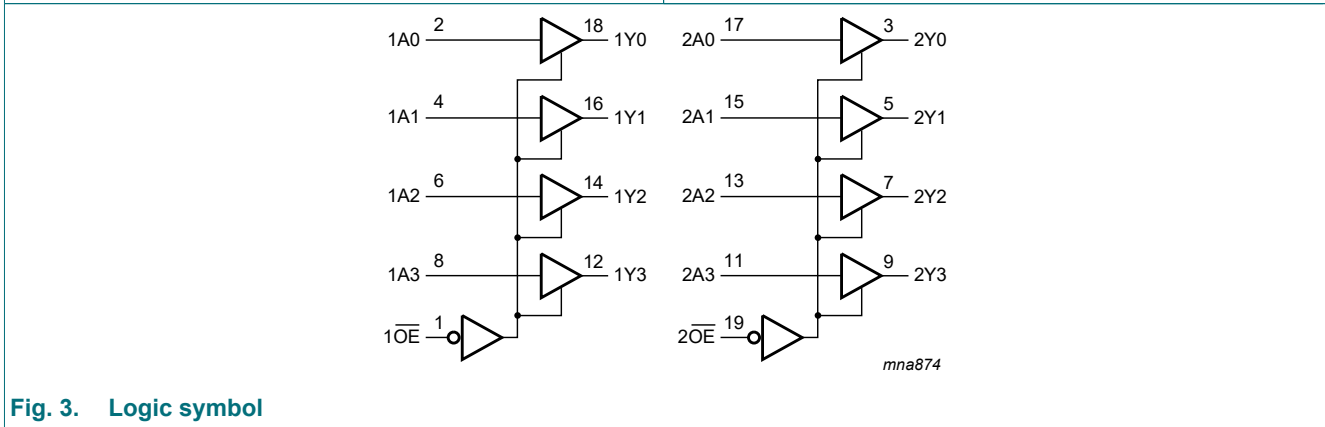 1A0 2 18 1Y0 2A0 17 3 2Y0
1A1 4 16 1Y1 2A1 15 5 2Y1
1A2 6 14 1Y2 2A2 13 7 2Y2
1A3 8 12 1Y3 2A3 11 9 2Y3
1O̅E̅ 1 2O̅E̅ 19
mna874
Fig. 3. Logic symbol